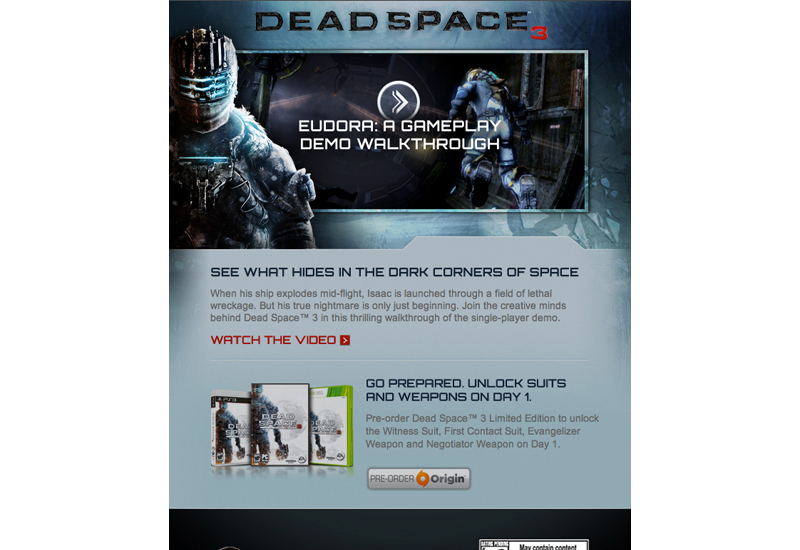 DEAD SPACE™ 3
EUDORA: A GAMEPLAY
DEMO WALKTHROUGH
SEE WHAT HIDES IN THE DARK CORNERS OF SPACE
When his ship explodes mid-flight, Isaac is launched through a field of lethal
wreckage. But his true nightmare is only just beginning. Join the creative minds
behind Dead Space™ 3 in this thrilling walkthrough of the single-player demo.
WATCH THE VIDEO
GO PREPARED. UNLOCK SUITS
AND WEAPONS ON DAY 1.
Pre-order Dead Space™ 3 Limited Edition to unlock
the Witness Suit, First Contact Suit, Evangelizer
Weapon and Negotiator Weapon on Day 1.
DEAD SPACE 3
PRE-ORDER Origin
May contain content